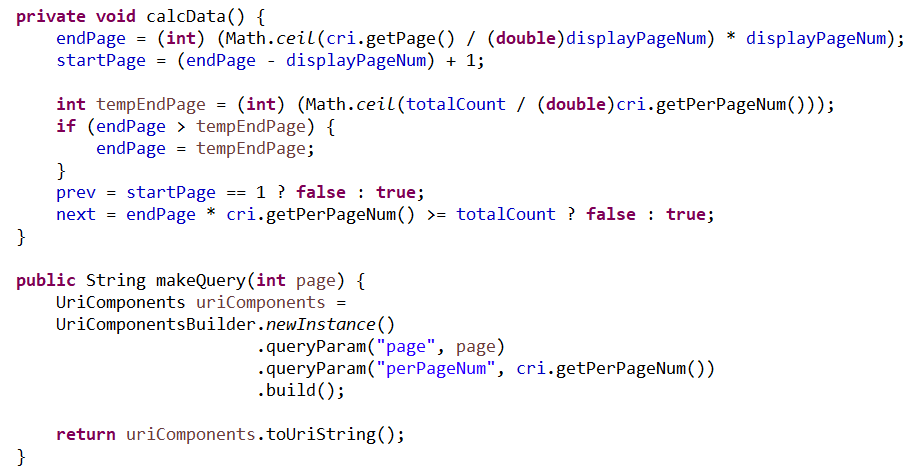 private void calcData() {
    endPage = (int) (Math.ceil(cri.getPage() / (double)displayPageNum) * displayPageNum);
    startPage = (endPage - displayPageNum) + 1;

    int tempEndPage = (int) (Math.ceil(totalCount / (double)cri.getPerPageNum()));
    if (endPage > tempEndPage) {
        endPage = tempEndPage;
    }
    prev = startPage == 1 ? false : true;
    next = endPage * cri.getPerPageNum() >= totalCount ? false : true;
}

public String makeQuery(int page) {
    UriComponents uriComponents =
    UriComponentsBuilder.newInstance()
                        .queryParam("page", page)
                        .queryParam("perPageNum", cri.getPerPageNum())
                        .build();

    return uriComponents.toUriString();
}